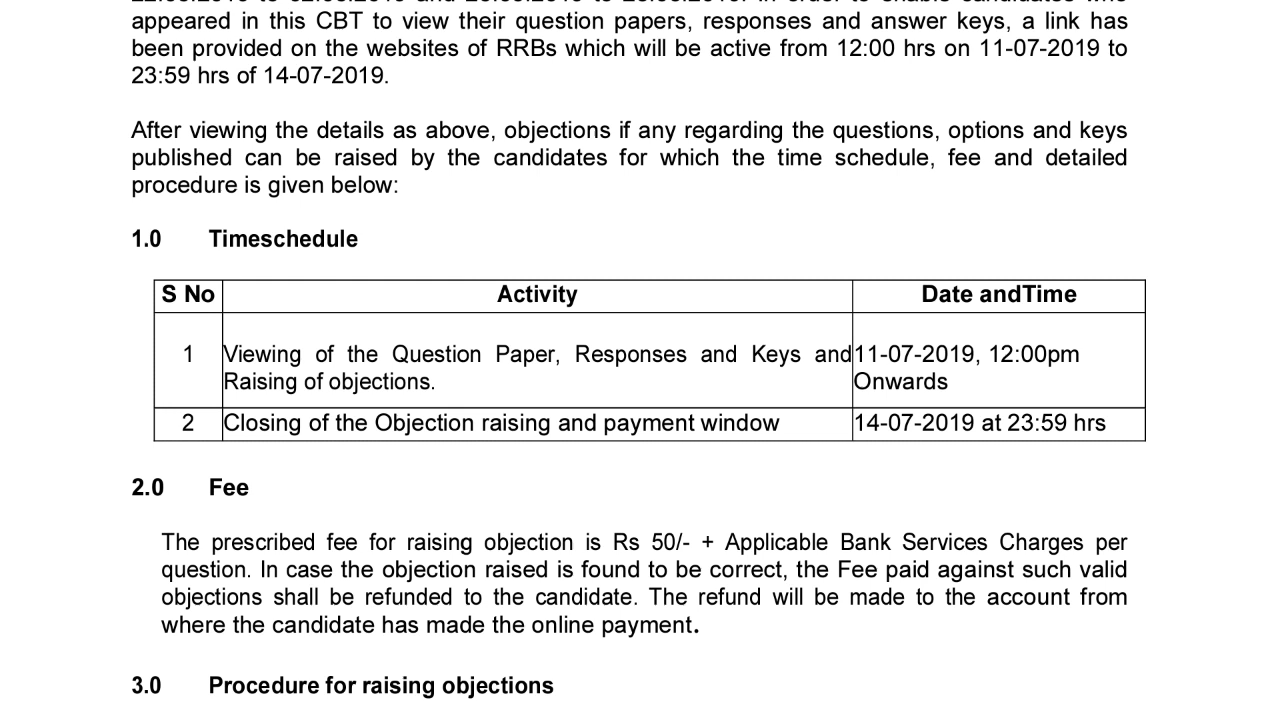 appeared in this CBT to view their question papers, responses and answer keys, a link has
been provided on the websites of RRBs which will be active from 12:00 hrs on 11-07-2019 to
23:59 hrs of 14-07-2019.
After viewing the details as above, objections if any regarding the questions, options and keys
published can be raised by the candidates for which the time schedule, fee and detailed
procedure is given below:
1.0 Timeschedule
S No Activity Date andTime
1 Viewing of the Question Paper, Responses and Keys and 11-07-2019, 12:00pm
Raising of objections. Onwards
2 Closing of the Objection raising and payment window 14-07-2019 at 23:59 hrs
2.0 Fee
The prescribed fee for raising objection is Rs 50/- + Applicable Bank Services Charges per
question. In case the objection raised is found to be correct, the Fee paid against such valid
objections shall be refunded to the candidate. The refund will be made to the account from
where the candidate has made the online payment.
3.0 Procedure for raising objections